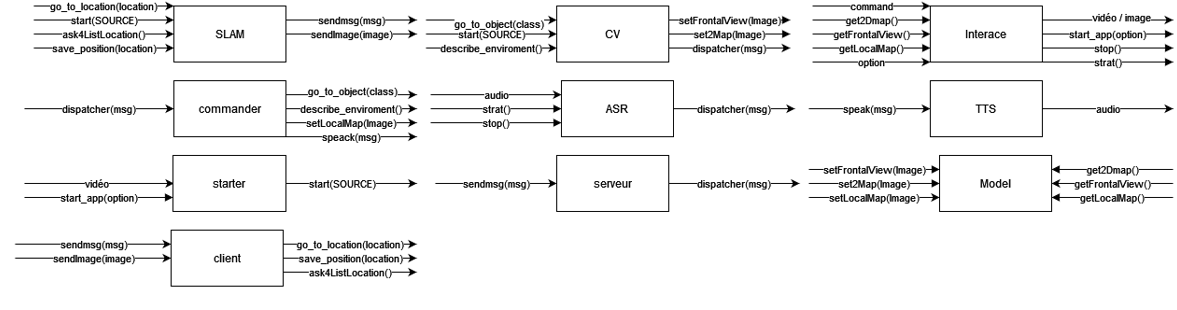 go_to_location(location)
start(SOURCE)
ask4ListLocation()
save_position(location)
SLAM
sendmsg(msg)
sendImage(image)
go_to_object(class)
start(SOURCE)
describe_enviroment()
CV
setFrontalView(Image)
set2Map(Image)
dispatcher(msg)
command
get2Dmap()
getFrontalView()
getLocalMap()
option
Interace
vidéo / image
start_app(option)
stop()
strat()
dispatcher(msg)
commander
go_to_object(class)
describe_enviroment()
setLocalMap(Image)
speack(msg)
audio
strat()
stop()
ASR
dispatcher(msg)
speak(msg)
TTS
audio
vidéo
start_app(option)
starter
start(SOURCE)
sendmsg(msg)
serveur
dispatcher(msg)
setFrontalView(Image)
set2Map(Image)
setLocalMap(Image)
Model
get2Dmap()
getFrontalView()
getLocalMap()
sendmsg(msg)
sendImage(image)
client
go_to_location(location)
save_position(location)
ask4ListLocation()